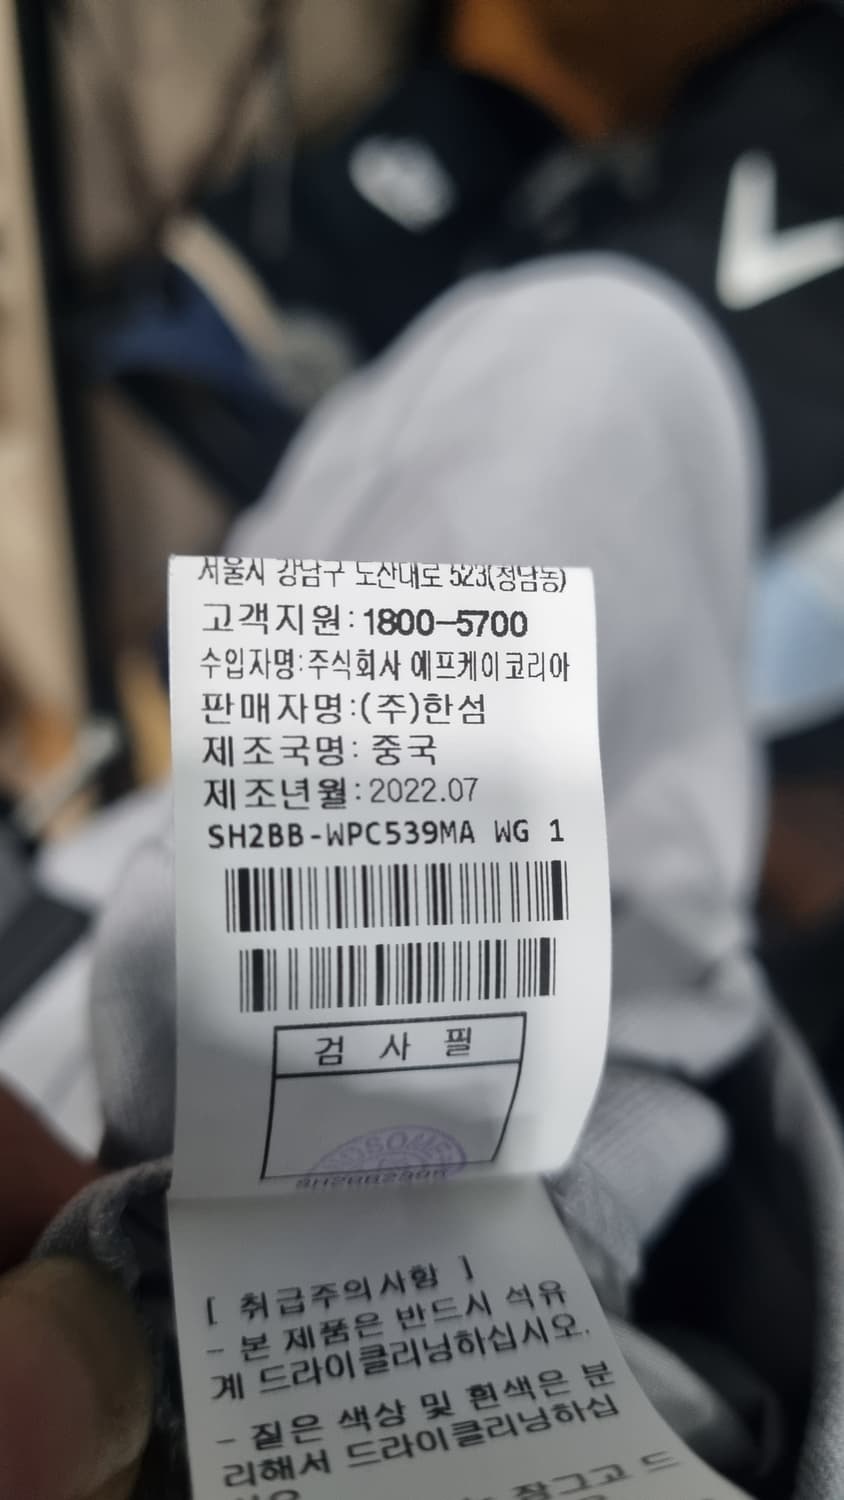 서울시 강남구 도산대로 523(청남동)
고객지원:1800-5700
수입자명:주식회사 에프케이코리아
판매자명:(주)한섬
제조국명: 중국
제조년월:2022.07
SH2BB-WPC539MA WG 1
검 사 필
[ 취급주의사항 ]
- 본 제품은 반드시 석유
계 드라이클리닝하십시오.
- 짙은 색상 및 흰색은 분
리해서 드라이클리닝하십
잠그고 드